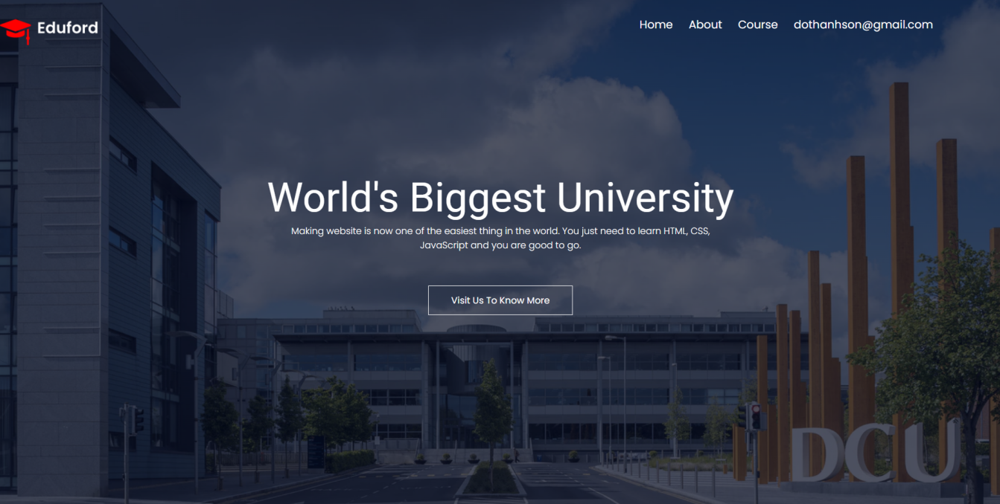 Eduford
Home About Course dothanhson@gmail.com
World's Biggest University
Making website is now one of the easiest thing in the world. You just need to learn HTML, CSS,
JavaScript and you are good to go.
Visit Us To Know More
DCU